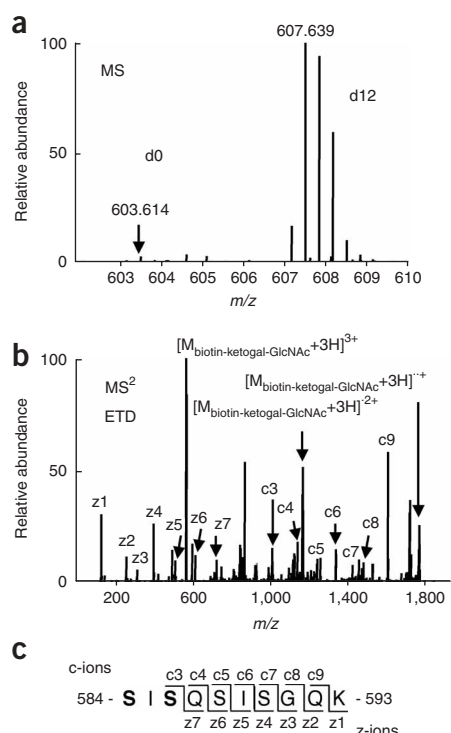 a
607.639
MS
d12
d0
603.614
Relative abundance
100
50
0
603 604 605 606 607 608 609 610
m/z
b
[Mbiotin-ketogal-GlcNAc+3H]3+
MS2
ETD
[Mbiotin-ketogal-GlcNAc+3H]··+
[Mbiotin-ketogal-GlcNAc+3H]·2+
Relative abundance
100
50
0
z1 z2 z3 z4 z5 z6 z7 c3 c4 c5 c6 c7 c8 c9
200 600 1,000 1,400 1,800
m/z
c
c-ions
c3 c4 c5 c6 c7 c8 c9
584 - S I S Q S I S G Q K - 593
z7 z6 z5 z4 z3 z2 z1
z-ions